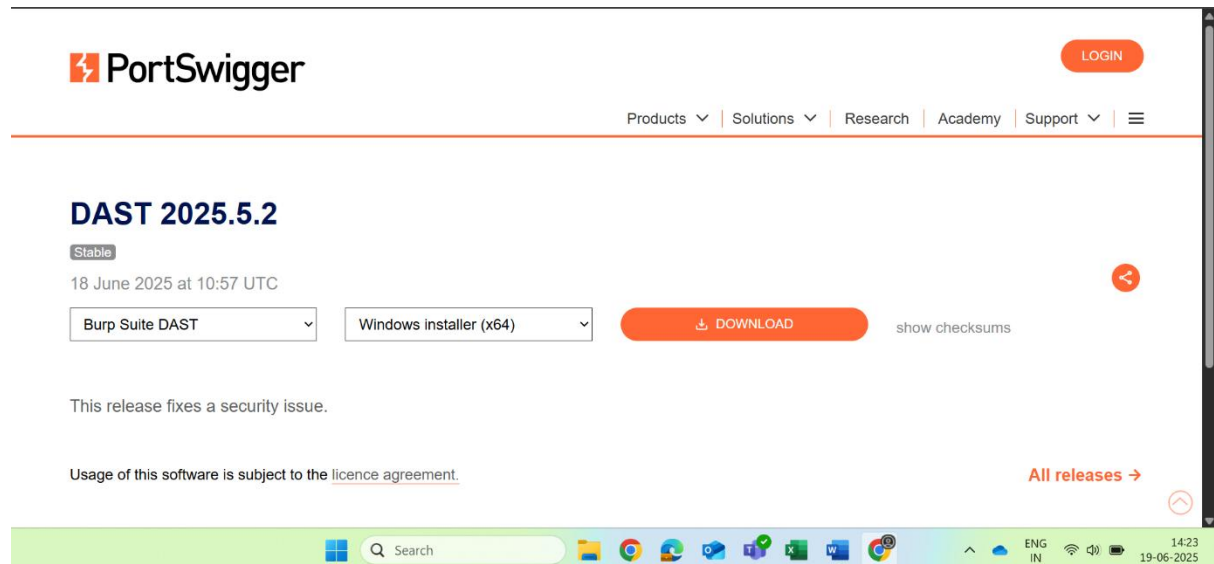 PortSwigger
LOGIN
Products
Solutions
Research
Academy
Support
DAST 2025.5.2
Stable
18 June 2025 at 10:57 UTC
Burp Suite DAST
Windows installer (x64)
DOWNLOAD
show checksums
This release fixes a security issue.
Usage of this software is subject to the licence agreement.
All releases →
Search
ENG
IN
14:23
19-06-2025